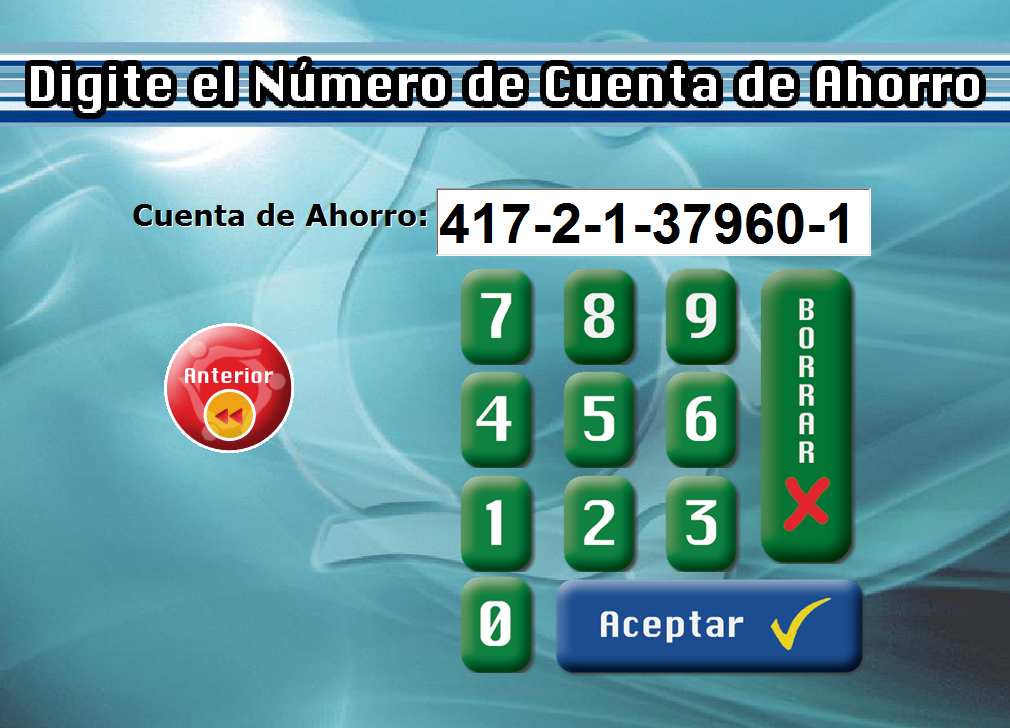 Digite el Número de Cuenta de Ahorro
Cuenta de Ahorro: 417-2-1-37960-1
7 8 9
BORRAR
Anterior
4 5 6
1 2 3
0 Aceptar